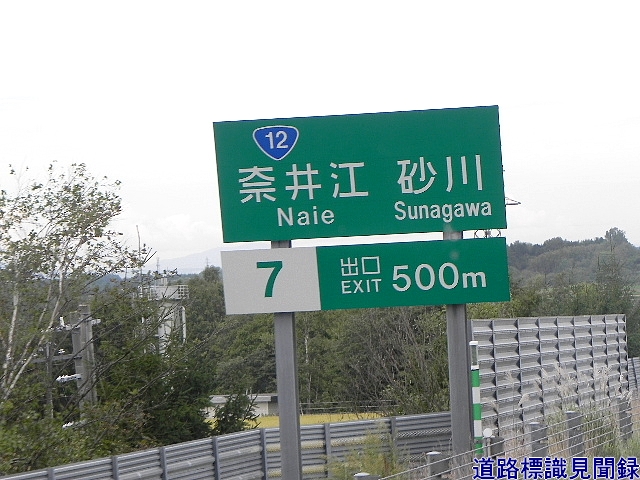 12
奈井江 砂川
Naie Sunagawa
7 出口 EXIT 500m
道路標識見聞録